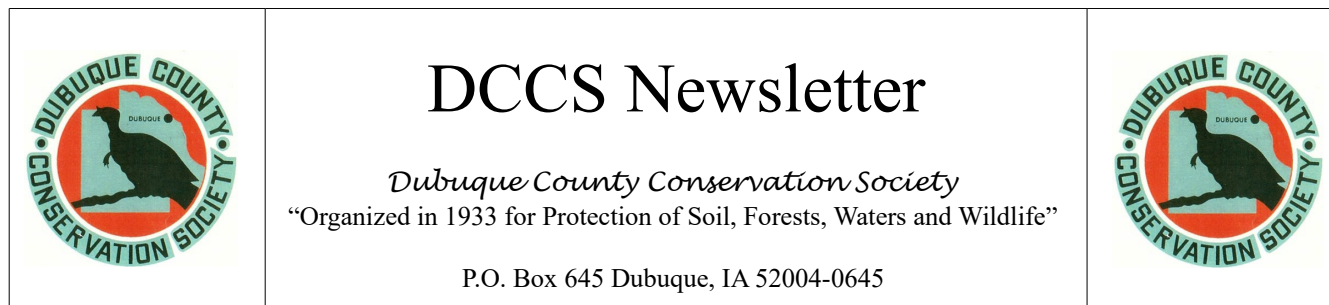 DUBUQUE COUNTY
CONSERVATION SOCIETY
DUBUQUE
DCCS Newsletter
Dubuque County Conservation Society
“Organized in 1933 for Protection of Soil, Forests, Waters and Wildlife”
P.O. Box 645 Dubuque, IA 52004-0645
DUBUQUE COUNTY
CONSERVATION SOCIETY
DUBUQUE